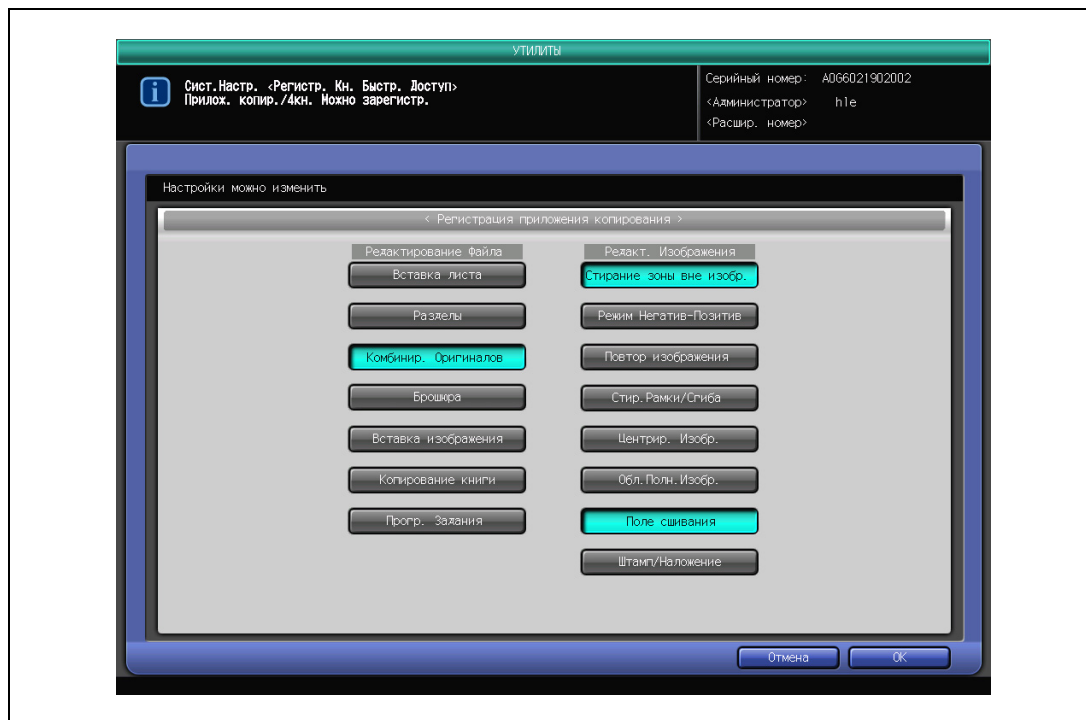 УТИЛИТЫ
Сист.Настр. <Регистр. Кн. Быстр. Доступ>
Прилож. копир./4кн. Можно зарегистр.
Серийный номер: A0G6021902002
<Администратор> hle
<Расшир. номер>
Настройки можно изменить
< Регистрация приложения копирования >
Редактирование Файла
Вставка листа
Разделы
Комбинир. Оригиналов
Брошюра
Вставка изображения
Копирование книги
Прогр. Задания
Редакт. Изображения
Стирание зоны вне изобр.
Режим Негатив-Позитив
Повтор изображения
Стир.Рамки/Сгиба
Центрир. Изобр.
Обл.Полн.Изобр.
Поле сшивания
Штамп/Наложение
Отмена
OK